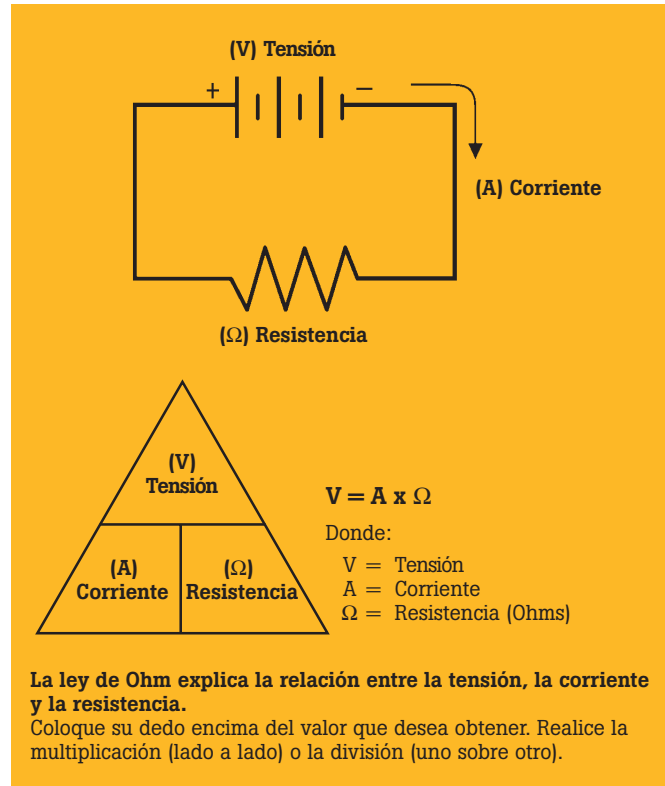 (V) Tensión
+ −
(A) Corriente
(Ω) Resistencia
(V)
Tensión
(A)
Corriente
(Ω)
Resistencia
V = A x Ω
Donde:
V = Tensión
A = Corriente
Ω = Resistencia (Ohms)
La ley de Ohm explica la relación entre la tensión, la corriente
y la resistencia.
Coloque su dedo encima del valor que desea obtener. Realice la
multiplicación (lado a lado) o la división (uno sobre otro).